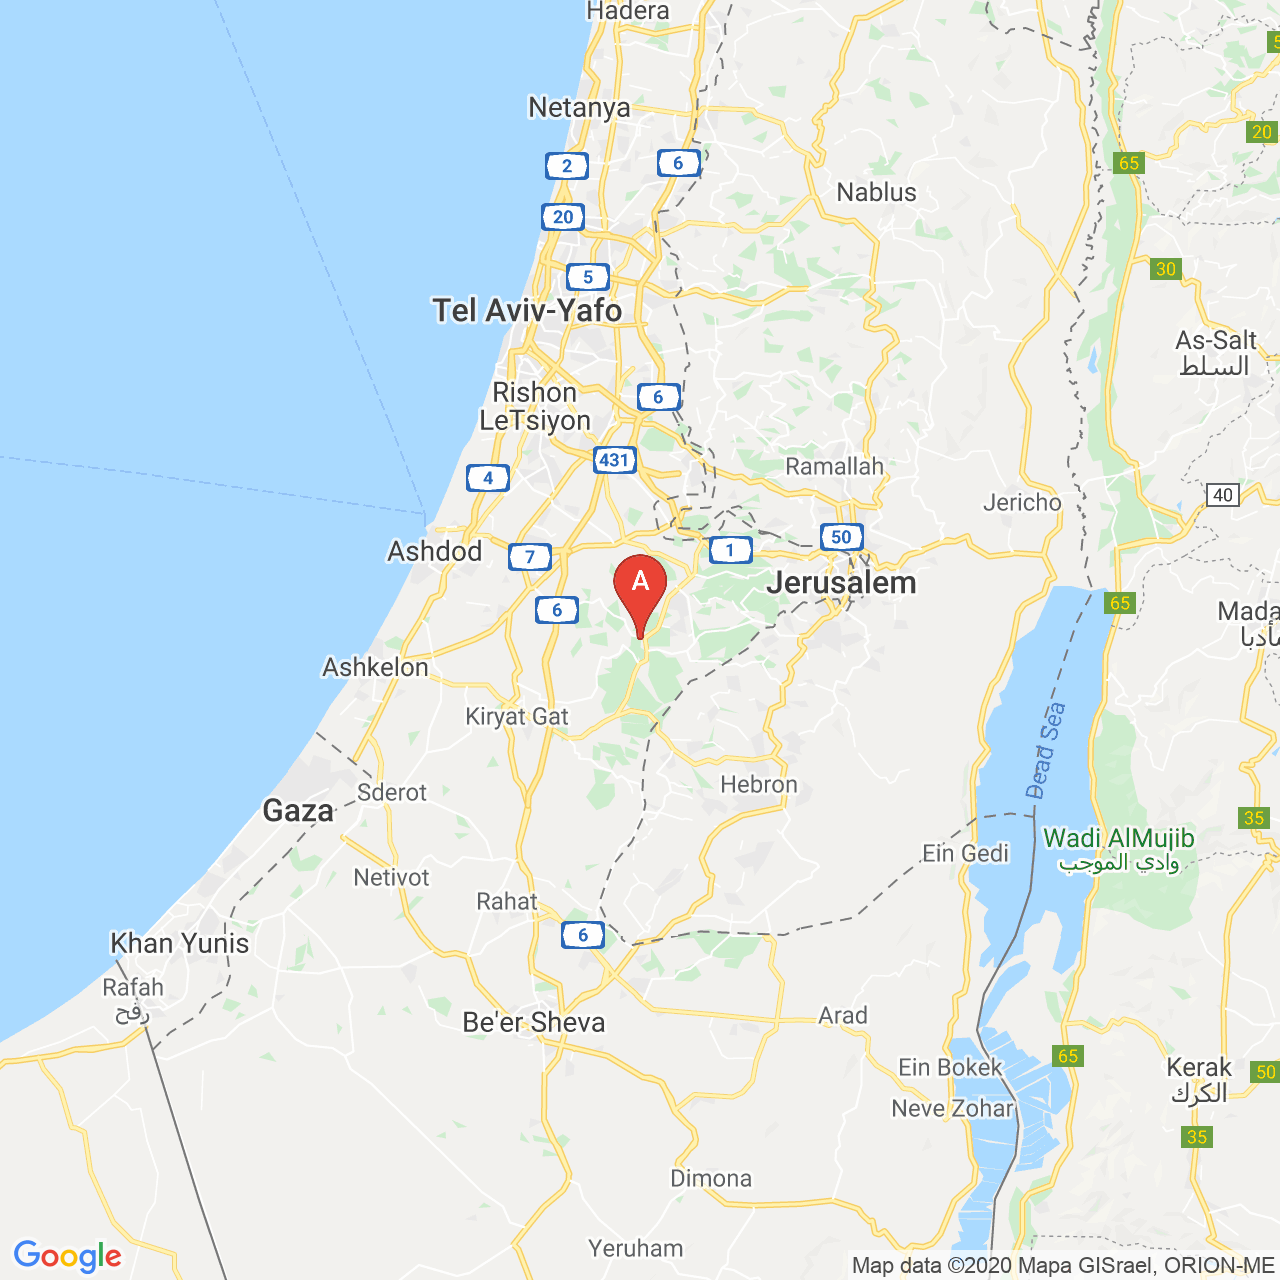 Hadera
Netanya
5
20
2
6
65
Nablus
20
5
30
Tel Aviv-Yafo
As-Salt
السلط
Rishon
LeTsiyon
6
431
4
Ramallah
Jericho
40
Ashdod
7
1
50
A
Jerusalem
6
65
Mada
مأدبا
Ashkelon
Kiryat Gat
Dead Sea
Sderot
Hebron
Gaza
35
Wadi AlMujib
وادي الموجب
Ein Gedi
Netivot
Rahat
6
Khan Yunis
Rafah
رفح
Be'er Sheva
Arad
65
Ein Bokek
Kerak
الكرك
50
Neve Zohar
35
Dimona
Yeruham
Google
Map data ©2020 Mapa GISrael, ORION-ME